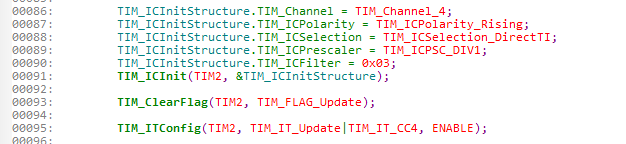 00086: TIM_ICInitStructure.TIM_Channel = TIM_Channel_4;
00087: TIM_ICInitStructure.TIM_ICPolarity = TIM_ICPolarity_Rising;
00088: TIM_ICInitStructure.TIM_ICSelection = TIM_ICSelection_DirectTI;
00089: TIM_ICInitStructure.TIM_ICPrescaler = TIM_ICPSC_DIV1;
00090: TIM_ICInitStructure.TIM_ICFilter = 0x03;
00091: TIM_ICInit(TIM2, &TIM_ICInitStructure);
00092:
00093: TIM_ClearFlag(TIM2, TIM_FLAG_Update);
00094:
00095: TIM_ITConfig(TIM2, TIM_IT_Update|TIM_IT_CC4, ENABLE);
00096: